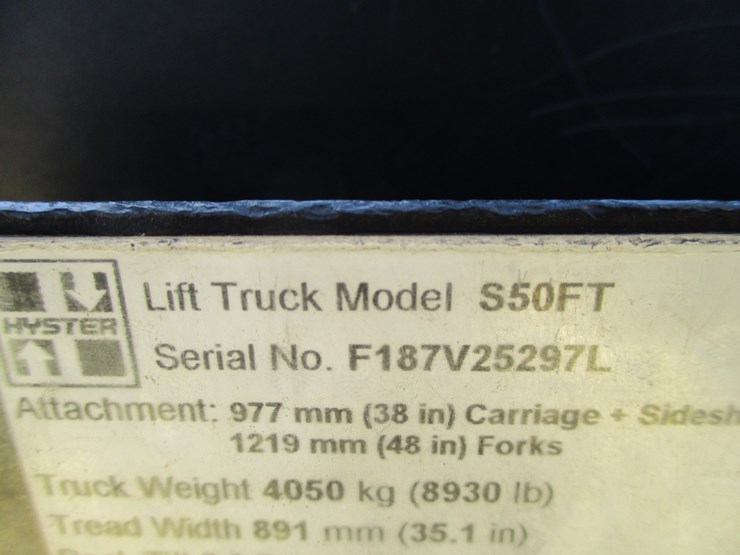 HYSTER
Lift Truck Model S50FT
Serial No. F187V25297L
Attachment: 977 mm (38 in) Carriage + Sidesh
1219 mm (48 in) Forks
Truck Weight 4050 kg (8930 lb)
Tread Width 891 mm (35.1 in)